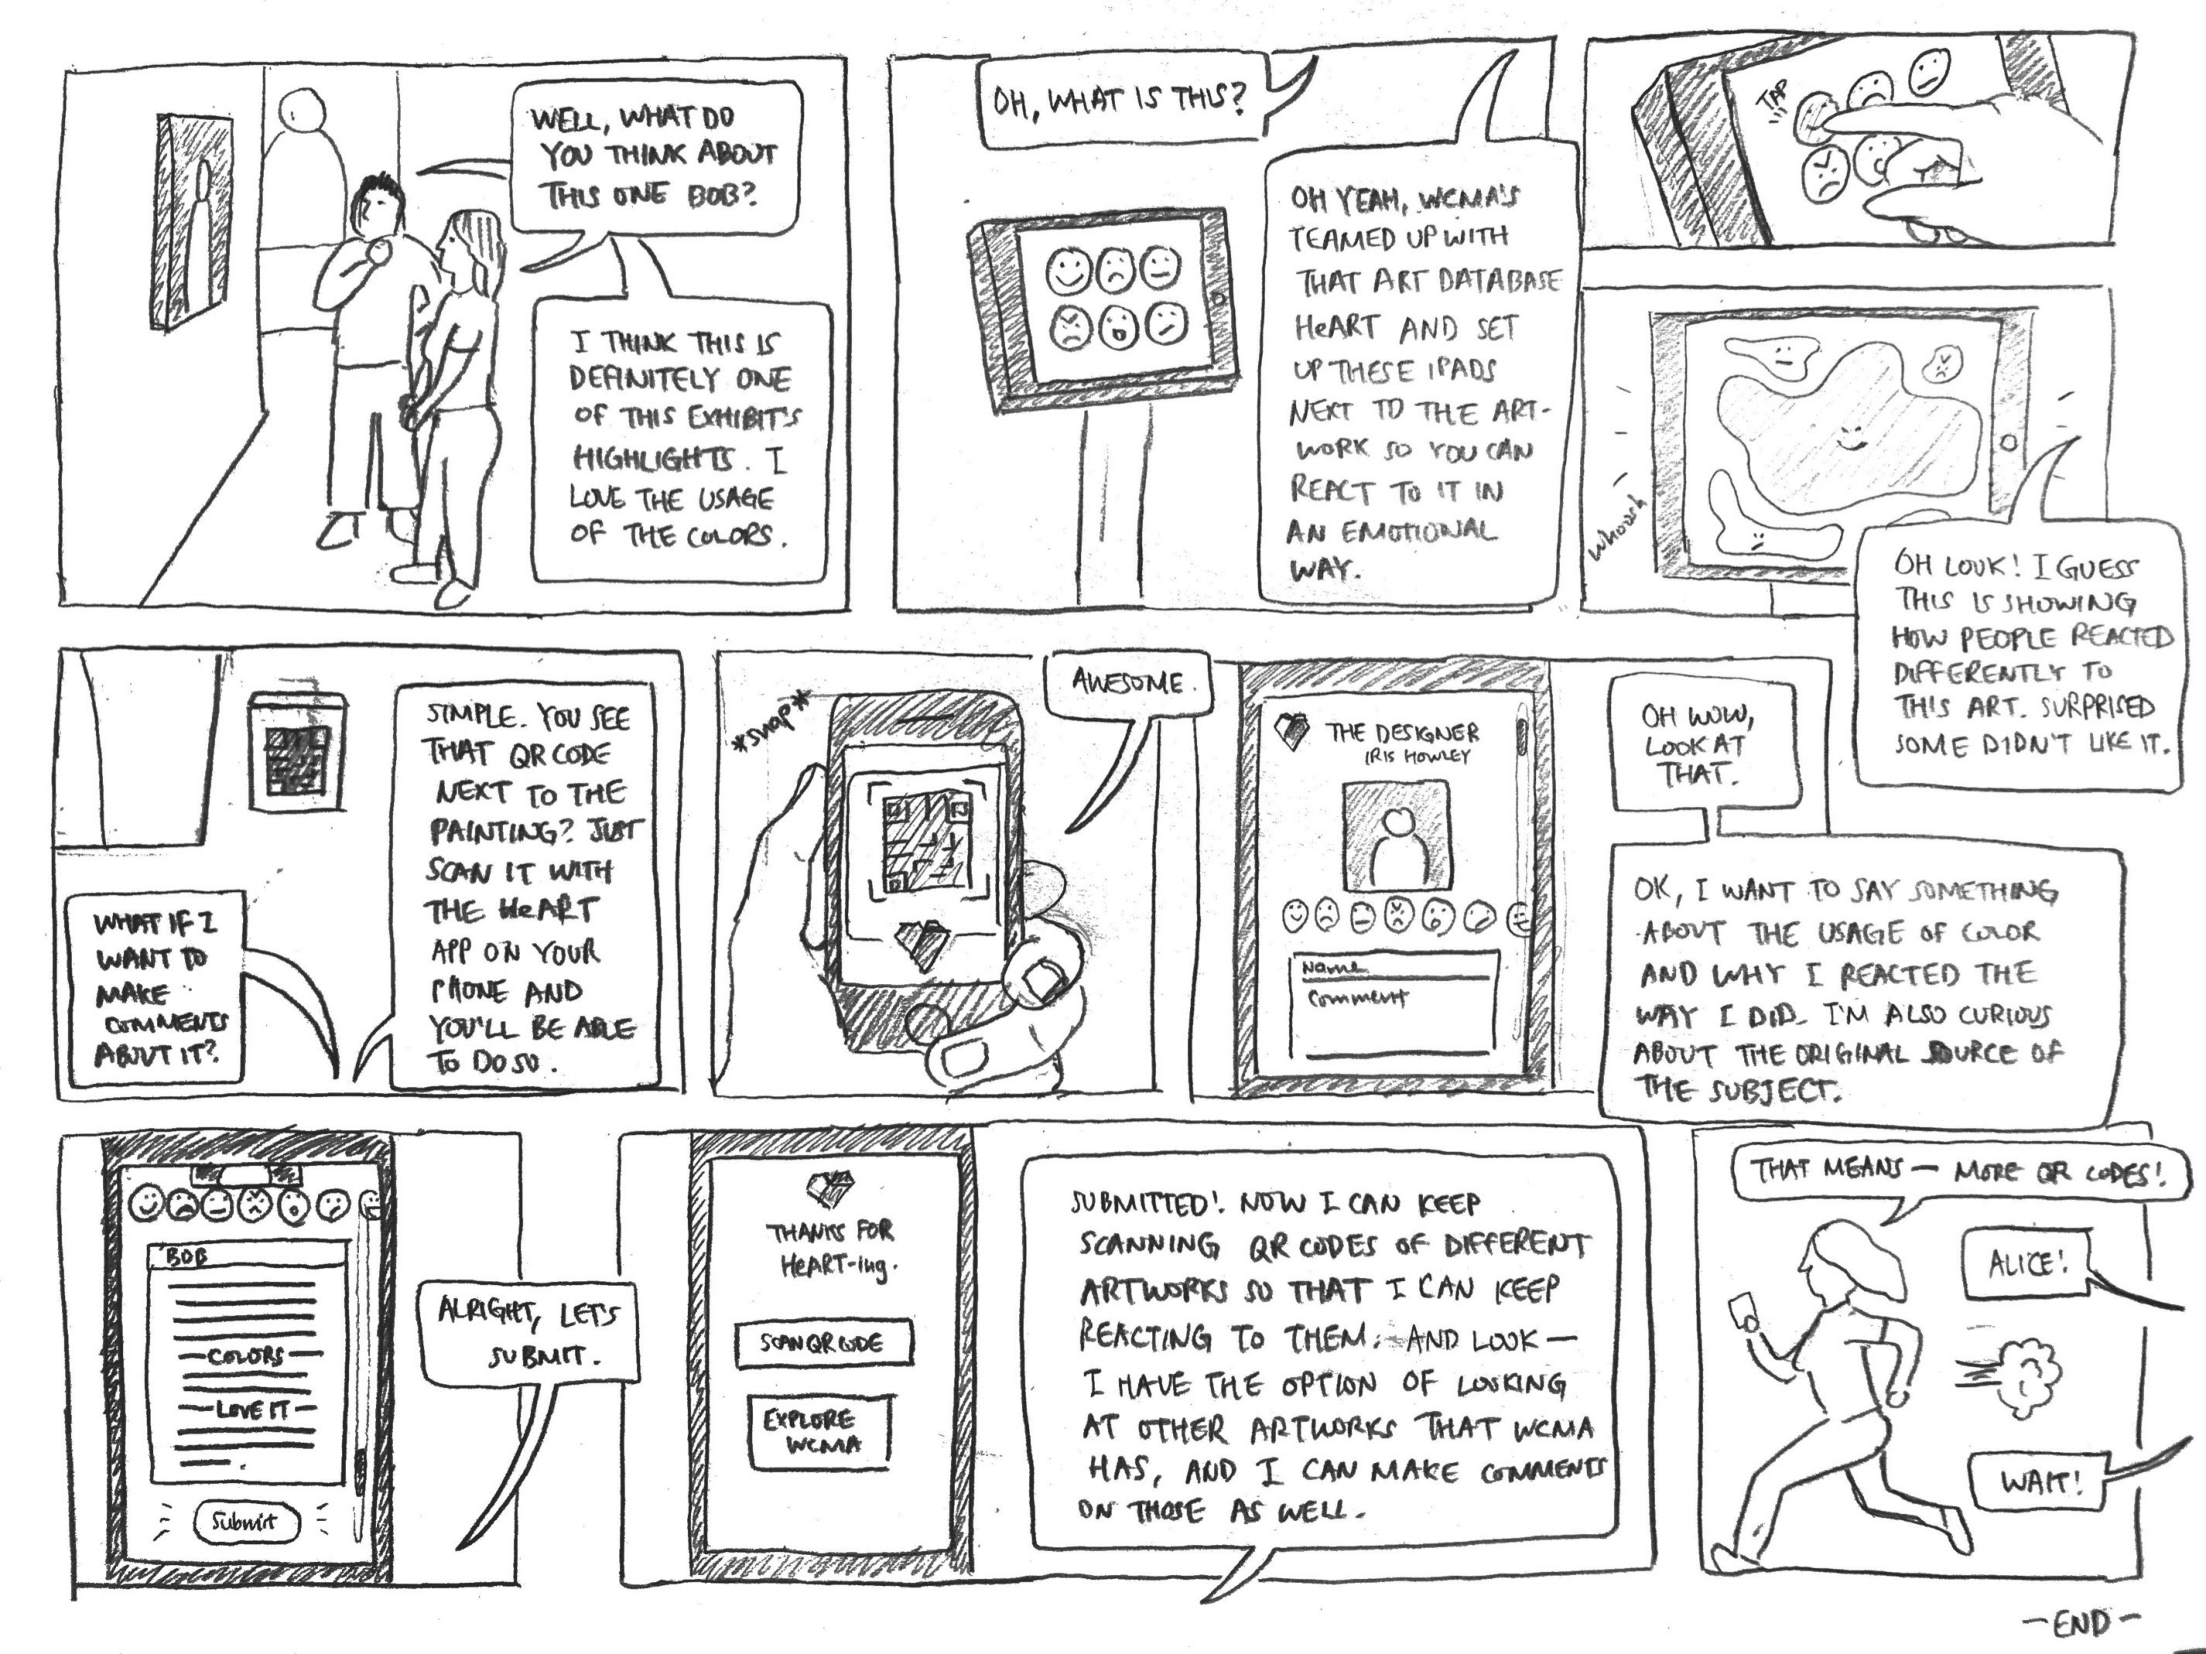 WELL, WHAT DO
YOU THINK ABOUT
THIS ONE BOB?
I THINK THIS IS
DEFINITELY ONE
OF THIS EXHIBIT'S
HIGHLIGHTS. I
LOVE THE USAGE
OF THE COLORS.
OH, WHAT IS THIS?
OH YEAH, WCMA'S
TEAMED UP WITH
THAT ART DATABASE
HeART AND SET
UP THESE IPADS
NEXT TO THE ART-
WORK SO YOU CAN
REACT TO IT IN
AN EMOTIONAL
WAY.
TAP
Whoosh
OH LOOK! I GUESS
THIS IS SHOWING
HOW PEOPLE REACTED
DIFFERENTLY TO
THIS ART. SURPRISED
SOME DIDN'T LIKE IT.
WHAT IF I
WANT TO
MAKE
COMMENTS
ABOUT IT?
SIMPLE. YOU SEE
THAT QR CODE
NEXT TO THE
PAINTING? JUST
SCAN IT WITH
THE HeART
APP ON YOUR
PHONE AND
YOU'LL BE ABLE
TO DO SO.
*snap*
AWESOME.
THE DESIGNER
IRIS HOWLEY
Name
Comment
OH WOW,
LOOK AT
THAT.
OK, I WANT TO SAY SOMETHING
ABOUT THE USAGE OF COLOR
AND WHY I REACTED THE
WAY I DID. I'M ALSO CURIOUS
ABOUT THE ORIGINAL SOURCE OF
THE SUBJECT.
BOB
COLORS
LOVE IT
Submit
ALRIGHT, LET'S
SUBMIT.
THANKS FOR
HeART-ing.
SCAN QR CODE
EXPLORE
WCMA
SUBMITTED! NOW I CAN KEEP
SCANNING QR CODES OF DIFFERENT
ARTWORKS SO THAT I CAN KEEP
REACTING TO THEM. AND LOOK —
I HAVE THE OPTION OF LOOKING
AT OTHER ARTWORKS THAT WCMA
HAS, AND I CAN MAKE COMMENTS
ON THOSE AS WELL.
THAT MEANS — MORE QR CODES!
ALICE!
WAIT!
— END —